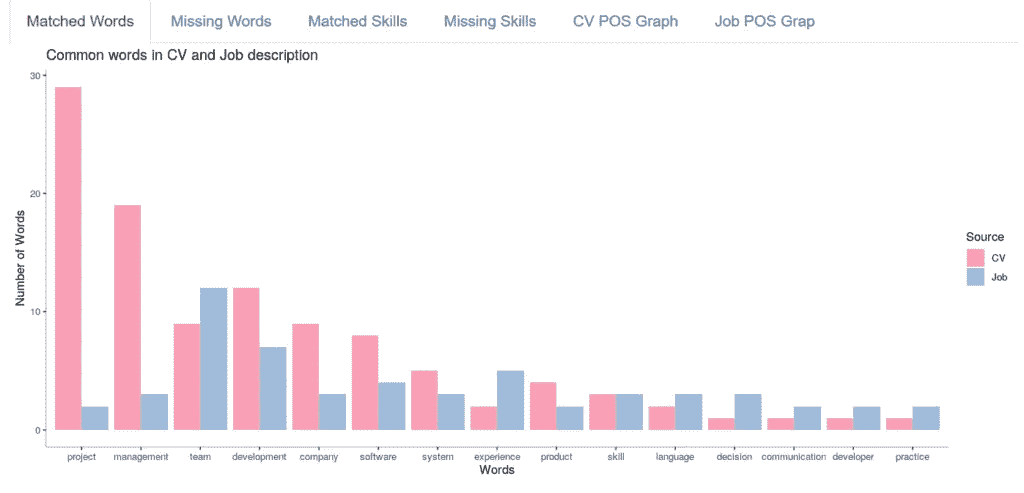 Matched Words Missing Words Matched Skills Missing Skills CV POS Graph Job POS Grap
Common words in CV and Job description
30
20
10
0
Number of Words
project management team development company software system experience product skill language decision communication developer practice
Words
Source
CV
Job